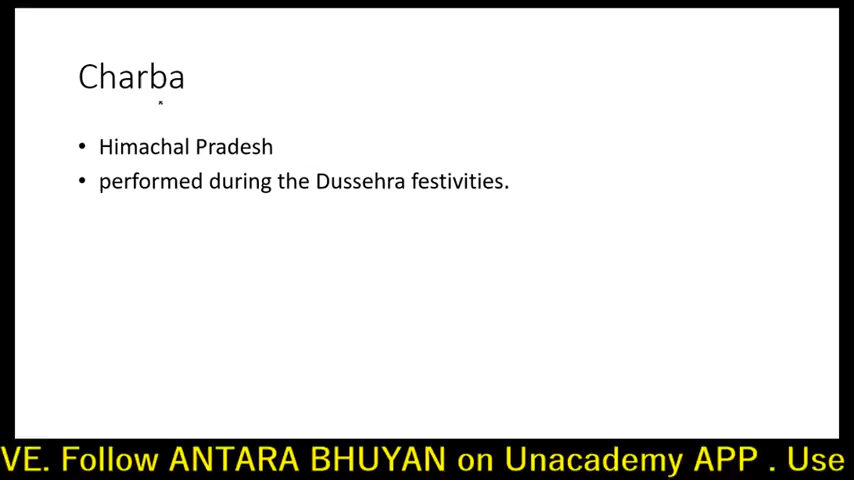 Charba
• Himachal Pradesh
• performed during the Dussehra festivities.
VE. Follow ANTARA BHUYAN on Unacademy APP . Use